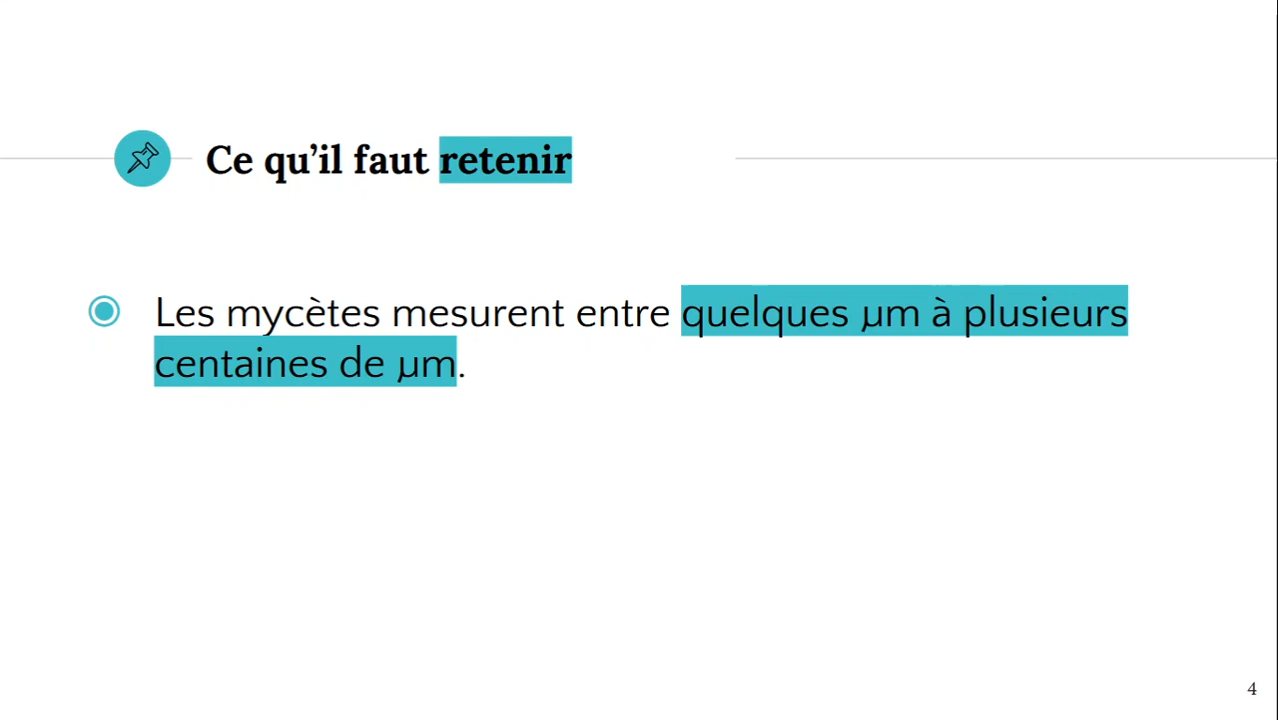 Ce qu’il faut retenir
Les mycètes mesurent entre quelques µm à plusieurs
centaines de µm.
4